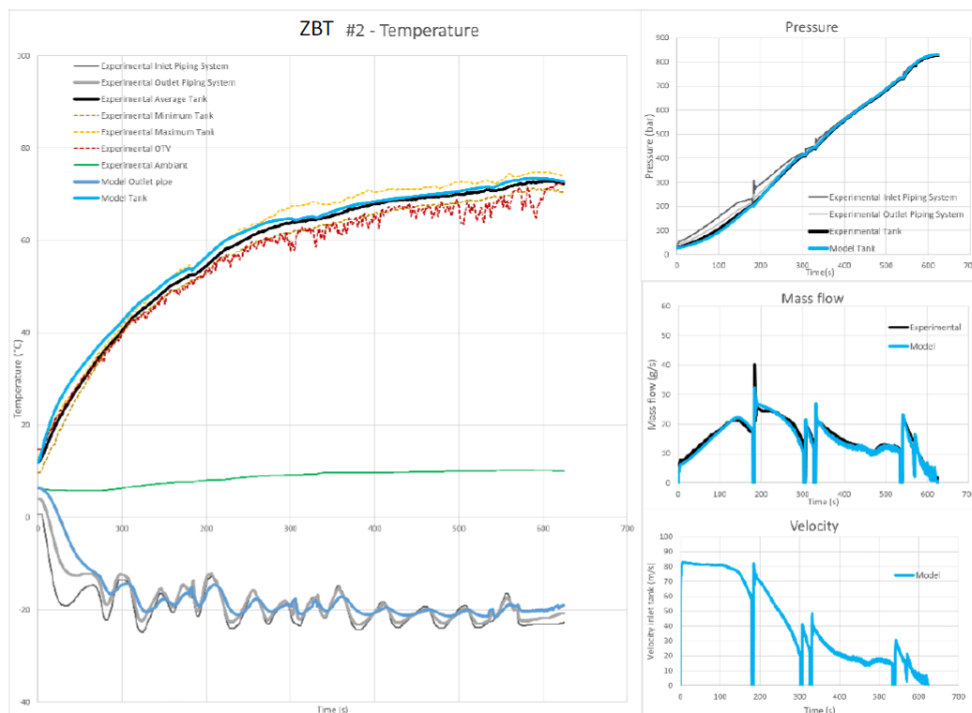 ZBT #2 - Temperature
100
80
60
40
20
0
-20
-40
0 100 200 300 400 500 600 700
Temperature (°C)
Time (s)
Experimental Inlet Piping System
Experimental Outlet Piping System
Experimental Average Tank
Experimental Minimum Tank
Experimental Maximum Tank
Experimental OTV
Experimental Ambiant
Model Outlet pipe
Model Tank
Pressure
900
800
700
600
500
400
300
200
100
0
0 100 200 300 400 500 600 700
Pressure (bar)
Time(s)
Experimental Inlet Piping System
Experimental Outlet Piping System
Experimental Tank
Model Tank
Mass flow
60
50
40
30
20
10
0
0 100 200 300 400 500 600 700
Mass flow (g/s)
Time (s)
Experimental
Model
Velocity
100
90
80
70
60
50
40
30
20
10
0
0 100 200 300 400 500 600 700
Velocity inlet tank (m/s)
Time (s)
Model